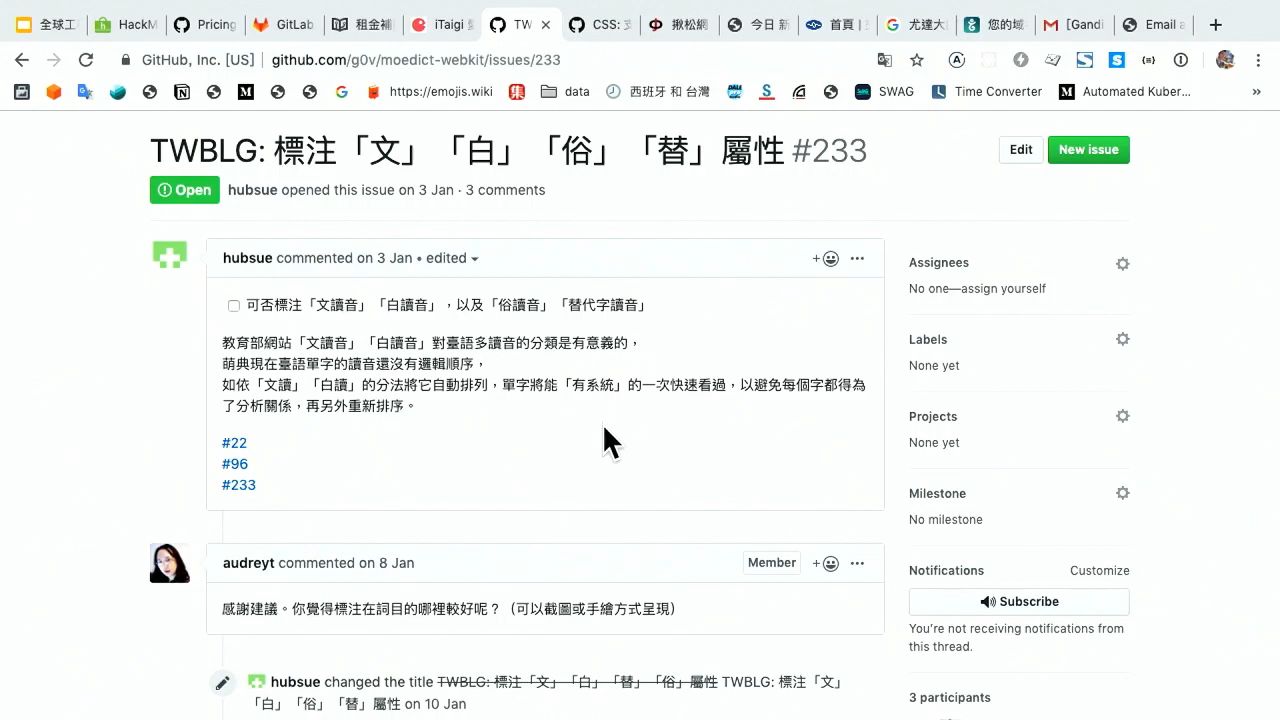 全球工
HackM
Pricing
GitLab
租金補
iTaigi
TW
CSS:
揪松網
今日 新
首頁 |
尤達大
您的域
[Gandi
Email a
GitHub, Inc. [US]
github.com/g0v/moedict-webkit/issues/233
https://emojis.wiki
data
西班牙 和 台灣
SWAG
Time Converter
Automated Kuber...
TWBLG: 標注「文」「白」「俗」「替」屬性 #233
Edit
New issue
Open
hubsue opened this issue on 3 Jan · 3 comments
hubsue commented on 3 Jan • edited
可否標注「文讀音」「白讀音」,以及「俗讀音」「替代字讀音」
教育部網站「文讀音」「白讀音」對臺語多讀音的分類是有意義的,
萌典現在臺語單字的讀音還沒有邏輯順序,
如依「文讀」「白讀」的分法將它自動排列,單字將能「有系統」的一次快速看過,以避免每個字都得為
了分析關係,再另外重新排序。
#22
#96
#233
audreyt commented on 8 Jan
Member
感謝建議。你覺得標注在詞目的哪裡較好呢?(可以截圖或手繪方式呈現)
hubsue changed the title TWBLG: 標注「文」「白」「替」「俗」屬性 TWBLG: 標注「文」
「白」「俗」「替」屬性 on 10 Jan
Assignees
No one—assign yourself
Labels
None yet
Projects
None yet
Milestone
No milestone
Notifications
Customize
Subscribe
You're not receiving notifications from
this thread.
3 participants